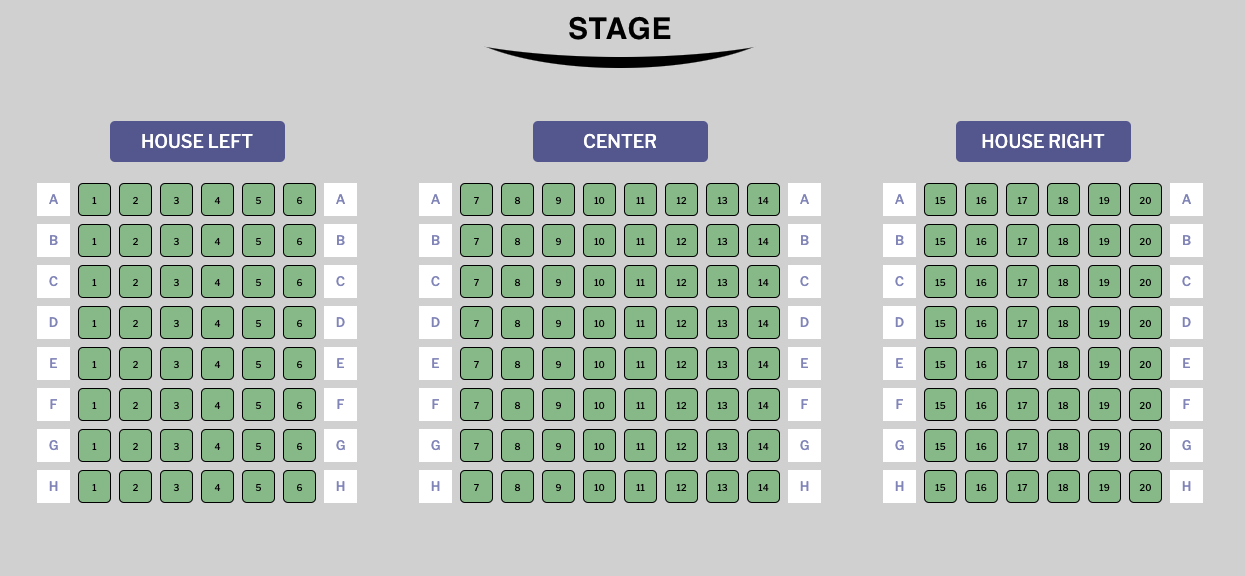 STAGE
HOUSE LEFT CENTER HOUSE RIGHT
A 1 2 3 4 5 6 A A 7 8 9 10 11 12 13 14 A A 15 16 17 18 19 20 A
B 1 2 3 4 5 6 B B 7 8 9 10 11 12 13 14 B B 15 16 17 18 19 20 B
C 1 2 3 4 5 6 C C 7 8 9 10 11 12 13 14 C C 15 16 17 18 19 20 C
D 1 2 3 4 5 6 D D 7 8 9 10 11 12 13 14 D D 15 16 17 18 19 20 D
E 1 2 3 4 5 6 E E 7 8 9 10 11 12 13 14 E E 15 16 17 18 19 20 E
F 1 2 3 4 5 6 F F 7 8 9 10 11 12 13 14 F F 15 16 17 18 19 20 F
G 1 2 3 4 5 6 G G 7 8 9 10 11 12 13 14 G G 15 16 17 18 19 20 G
H 1 2 3 4 5 6 H H 7 8 9 10 11 12 13 14 H H 15 16 17 18 19 20 H